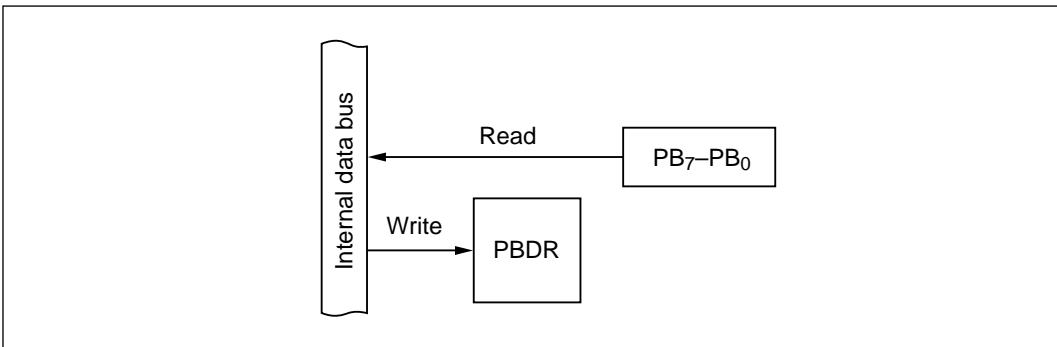 Internal data bus
Read
PB₇–PB₀
Write
PBDR